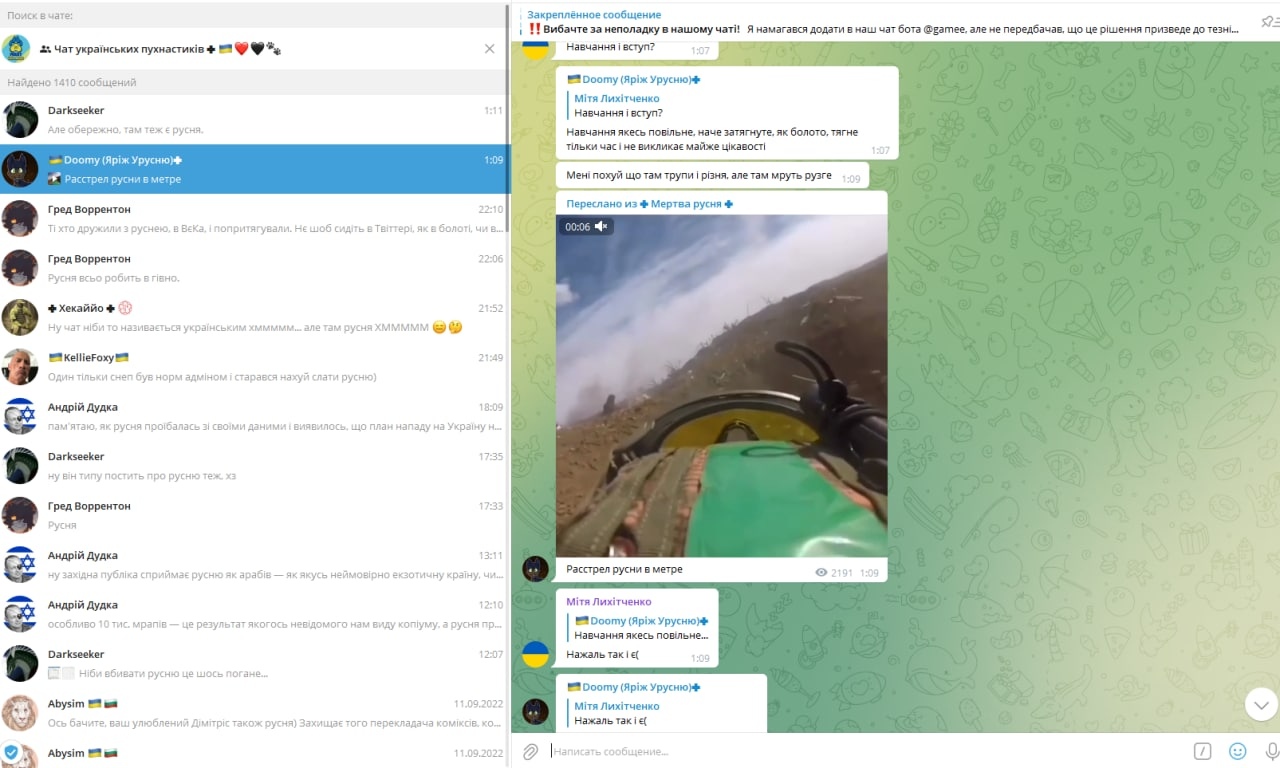 Поиск в чате:
Чат українських пухнастиків
Найдено 1410 сообщений
Darkseeker 1:11
Але обережно, там теж є русня.
Doomy (Яріж Урусню) 1:09
Расстрел русни в метре
Гред Воррентон 22:10
Ті хто дружили з руснею, в ВєКа, і попритягували. Нє шоб сидіть в Твіттері, як в болоті, чи в...
Гред Воррентон 22:06
Русня всьо робить в гівно.
Хекаййо 21:52
Ну чат ніби то називається українським хмммм... але там русня ХМММММ 😑🤔
🇺🇦KellieFoxy🇺🇦 21:49
Один тільки снеп був норм адміном і старався нахуй слати русню)
Андрій Дудка 18:09
пам'ятаю, як русня проїбалась зі своїми даними і виявилось, що план нападу на Україну н...
Darkseeker 17:35
ну він типу постить про русню теж, хз
Гред Воррентон 17:33
Русня
Андрій Дудка 13:11
ну західна публіка сприймає русню як арабів — як якусь неймовірно екзотичну країну, чи...
Андрій Дудка 12:10
особливо 10 тис. мрапів — це результат якогось невідомого нам виду копіуму. а русня пр...
Darkseeker 12:07
Ніби вбивати русню це шось погане...
Abysim 11.09.2022
Ось бачите, ваш улюблений Дімітріс також русня) Захищає того перекладача коміксів, ко...
Abysim 11.09.2022
Закреплённое сообщение
‼️Вибачте за неполадку в нашому чаті! Я намагався додати в наш чат бота @gamee, але не передбачав, що це рішення призведе до тезні...
Навчання і вступ? 1:07
Doomy (Яріж Урусню)
Мітя Лихітченко
Навчання і вступ?
Навчання якесь повільне, наче затягнуте, як болото, тягне
тільки час і не викликає майже цікавості 1:07
Мені похуй що там трупи і різня, але там мруть рузге 1:09
Переслано из Мертва русня
00:06
Расстрел русни в метре 2191 1:09
Мітя Лихітченко
Doomy (Яріж Урусню)
Навчання якесь повільне...
Нажаль так і є( 1:09
Doomy (Яріж Урусню)
Мітя Лихітченко
Нажаль так і є(
Написать сообщение...